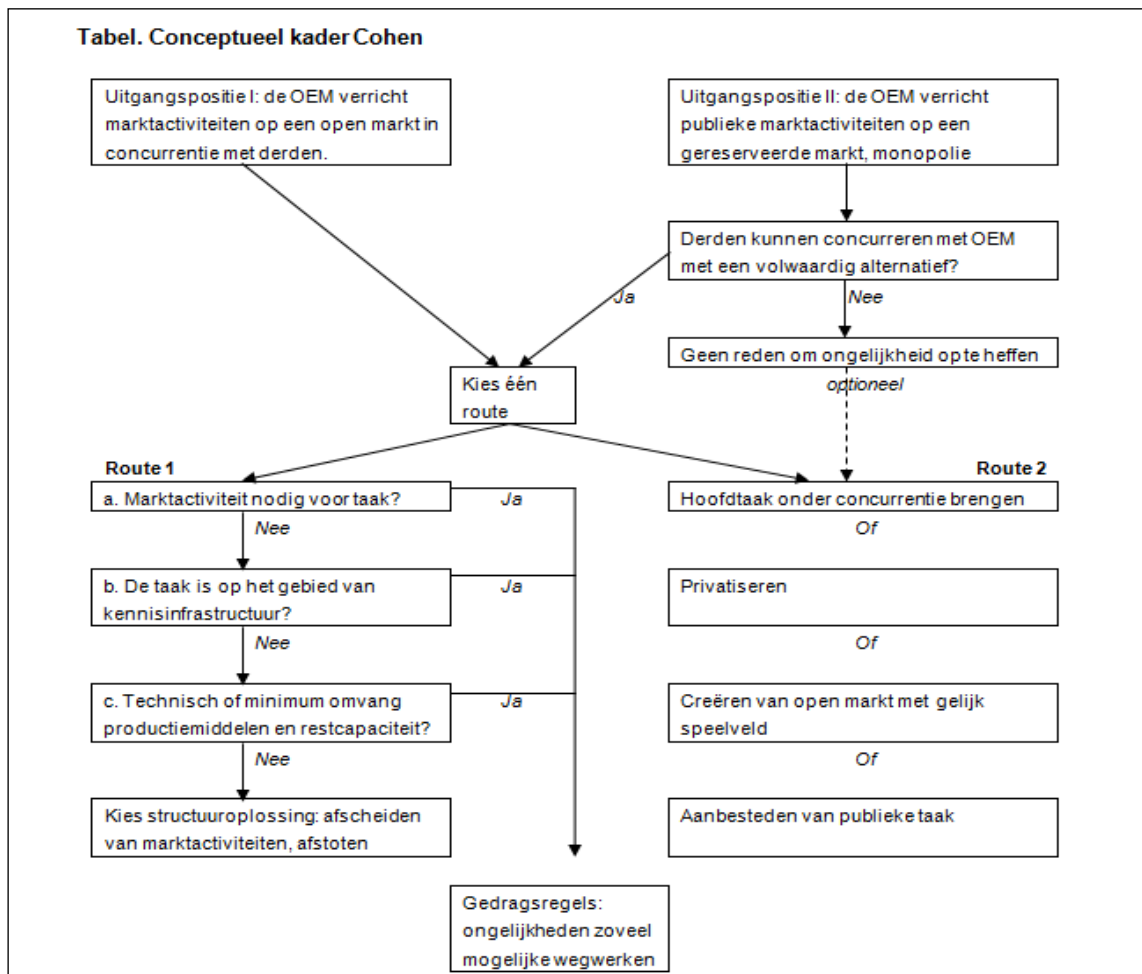 Tabel. Conceptueel kader Cohen
Uitgangspositie I: de OEM verricht
marktactiviteiten op een open markt in
concurrentie met derden.
Uitgangspositie II: de OEM verricht
publieke marktactiviteiten op een
gereserveerde markt, monopolie
Derden kunnen concurreren met OEM
met een volwaardig alternatief?
Ja
Nee
Geen reden om ongelijkheid op te heffen
optioneel
Kies één
route
Route 1
Route 2
a. Marktactiviteit nodig voor taak?
Ja
Hoofdtaak onder concurrentie brengen
Nee
Of
b. De taak is op het gebied van
kennisinfrastructuur?
Ja
Privatiseren
Nee
Of
c. Technisch of minimum omvang
productiemiddelen en restcapaciteit?
Ja
Creëren van open markt met gelijk
speelveld
Nee
Of
Kies structuuroplossing: afscheiden
van marktactiviteiten, afstoten
Aanbesteden van publieke taak
Gedragsregels:
ongelijkheden zoveel
mogelijke wegwerken